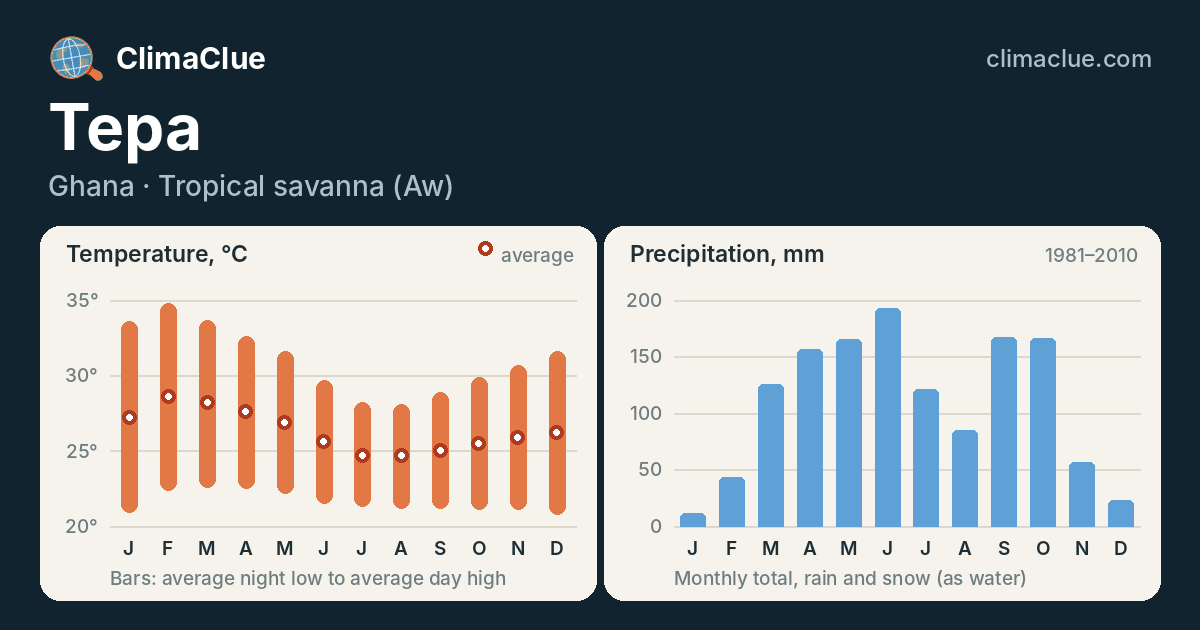 ClimaClue
climaclue.com
Tepa
Ghana · Tropical savanna (Aw)
Temperature, °C
average
35°
30°
25°
20°
J F M A M J J A S O N D
Bars: average night low to average day high
Precipitation, mm
1981–2010
200
150
100
50
0
J F M A M J J A S O N D
Monthly total, rain and snow (as water)